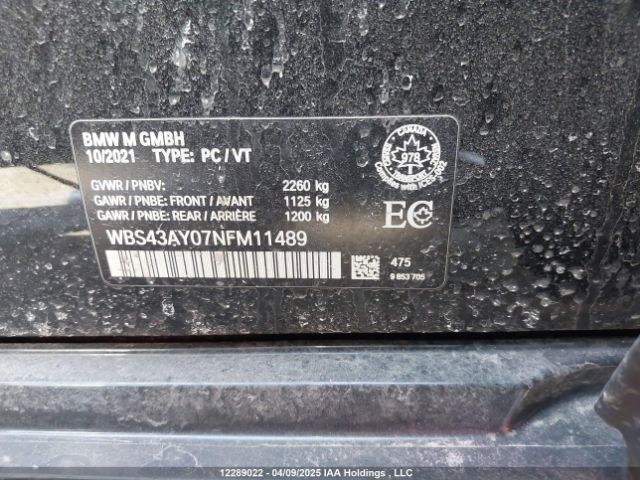 BMW M GMBH
10/2021 TYPE: PC / VT
GVWR / PNBV: 2260 kg
GAWR / PNBE: FRONT / AVANT 1125 kg
GAWR / PNBE: REAR / ARRIÈRE 1200 kg
WBS43AY07NFM11489
CANADA
978
TRANSPORT
EC
475
9 853 705
12289022 - 04/09/2025 IAA Holdings , LLC